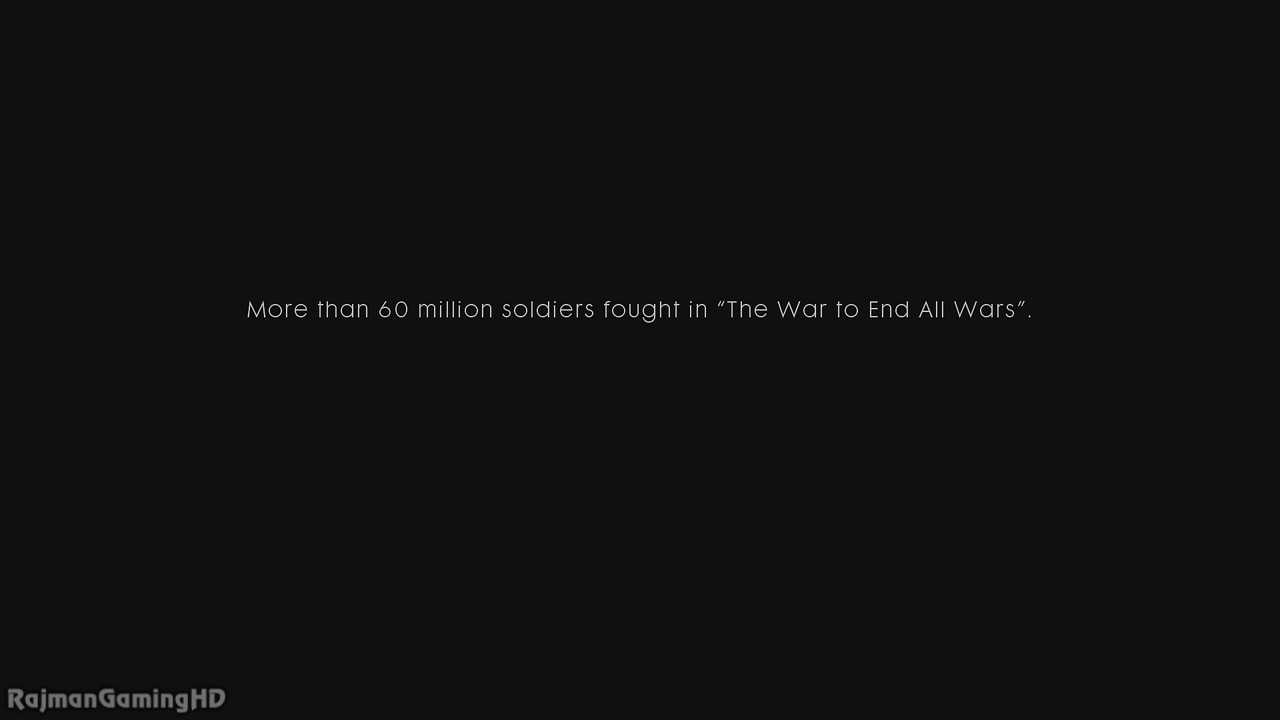 More than 60 million soldiers fought in “The War to End All Wars”.
RajmanGamingHD